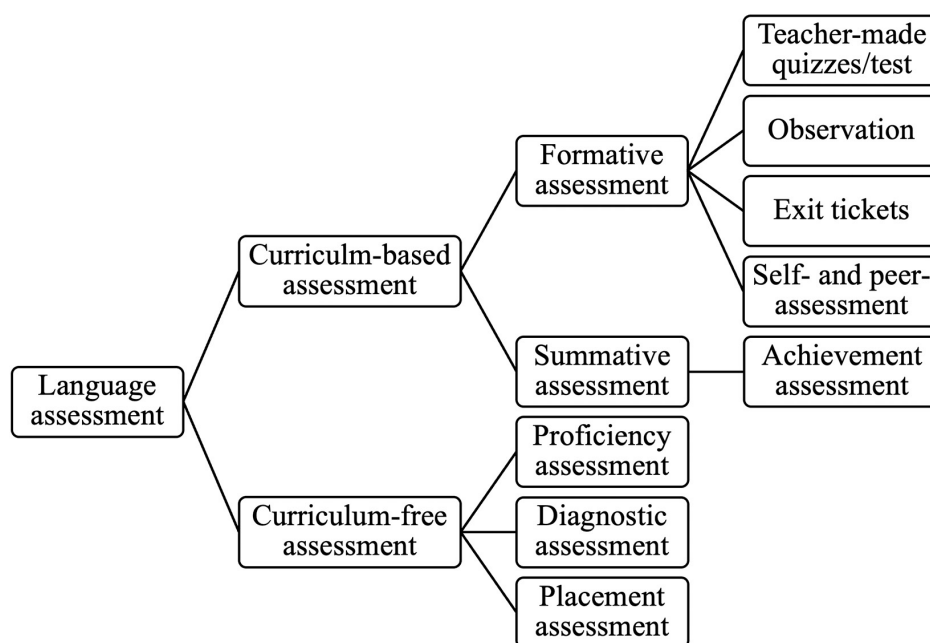 Language
assessment
Curriculm-based
assessment
Formative
assessment
Teacher-made
quizzes/test
Observation
Exit tickets
Self- and peer-
assessment
Summative
assessment
Achievement
assessment
Curriculum-free
assessment
Proficiency
assessment
Diagnostic
assessment
Placement
assessment